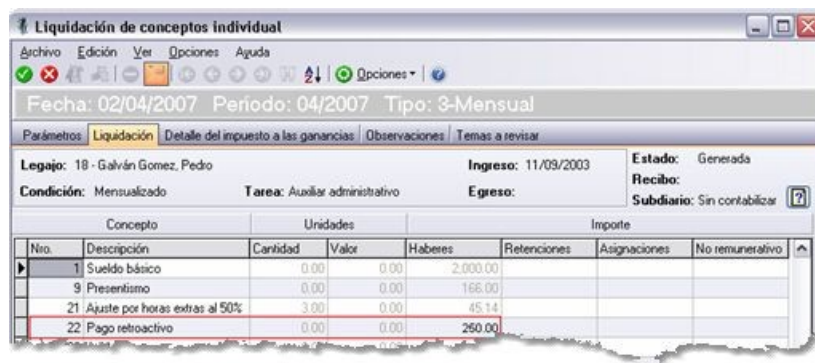 Liquidación de conceptos individual
Archivo Edición Ver Opciones Ayuda
Opciones
Fecha: 02/04/2007 Período: 04/2007 Tipo: 3-Mensual
Parámetros Liquidación Detalle del impuesto a las ganancias Observaciones Temas a revisar
Legajo: 18 - Galván Gomez, Pedro Ingreso: 11/09/2003 Estado: Generada
Recibo:
Condición: Mensualizado Tarea: Auxiliar administrativo Egreso: Subdiario: Sin contabilizar
Concepto Unidades Importe
Nro. Descripción Cantidad Valor Haberes Retenciones Asignaciones No remunerativo
1 Sueldo básico 0.00 0.00 2,000.00
9 Presentismo 0.00 0.00 166.00
21 Ajuste por horas extras al 50% 3.00 0.00 45.14
22 Pago retroactivo 0.00 0.00 250.00